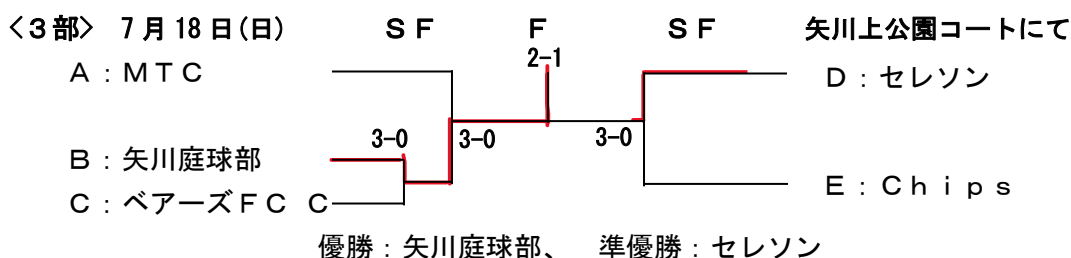 <3部> 7月18日(日) SF F SF 矢川上公園コートにて
2-1
A:MTC D:セレソン
3-0 3-0 3-0
B:矢川庭球部
E:Chips
C:ベアーズFC C
優勝:矢川庭球部、 準優勝:セレソン